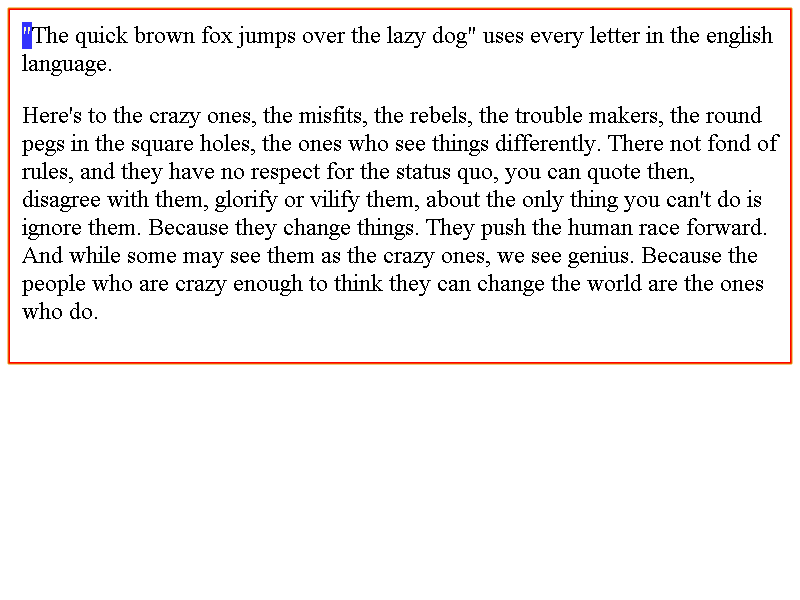 "The quick brown fox jumps over the lazy dog" uses every letter in the english
language.
Here's to the crazy ones, the misfits, the rebels, the trouble makers, the round
pegs in the square holes, the ones who see things differently. There not fond of
rules, and they have no respect for the status quo, you can quote then,
disagree with them, glorify or vilify them, about the only thing you can't do is
ignore them. Because they change things. They push the human race forward.
And while some may see them as the crazy ones, we see genius. Because the
people who are crazy enough to think they can change the world are the ones
who do.